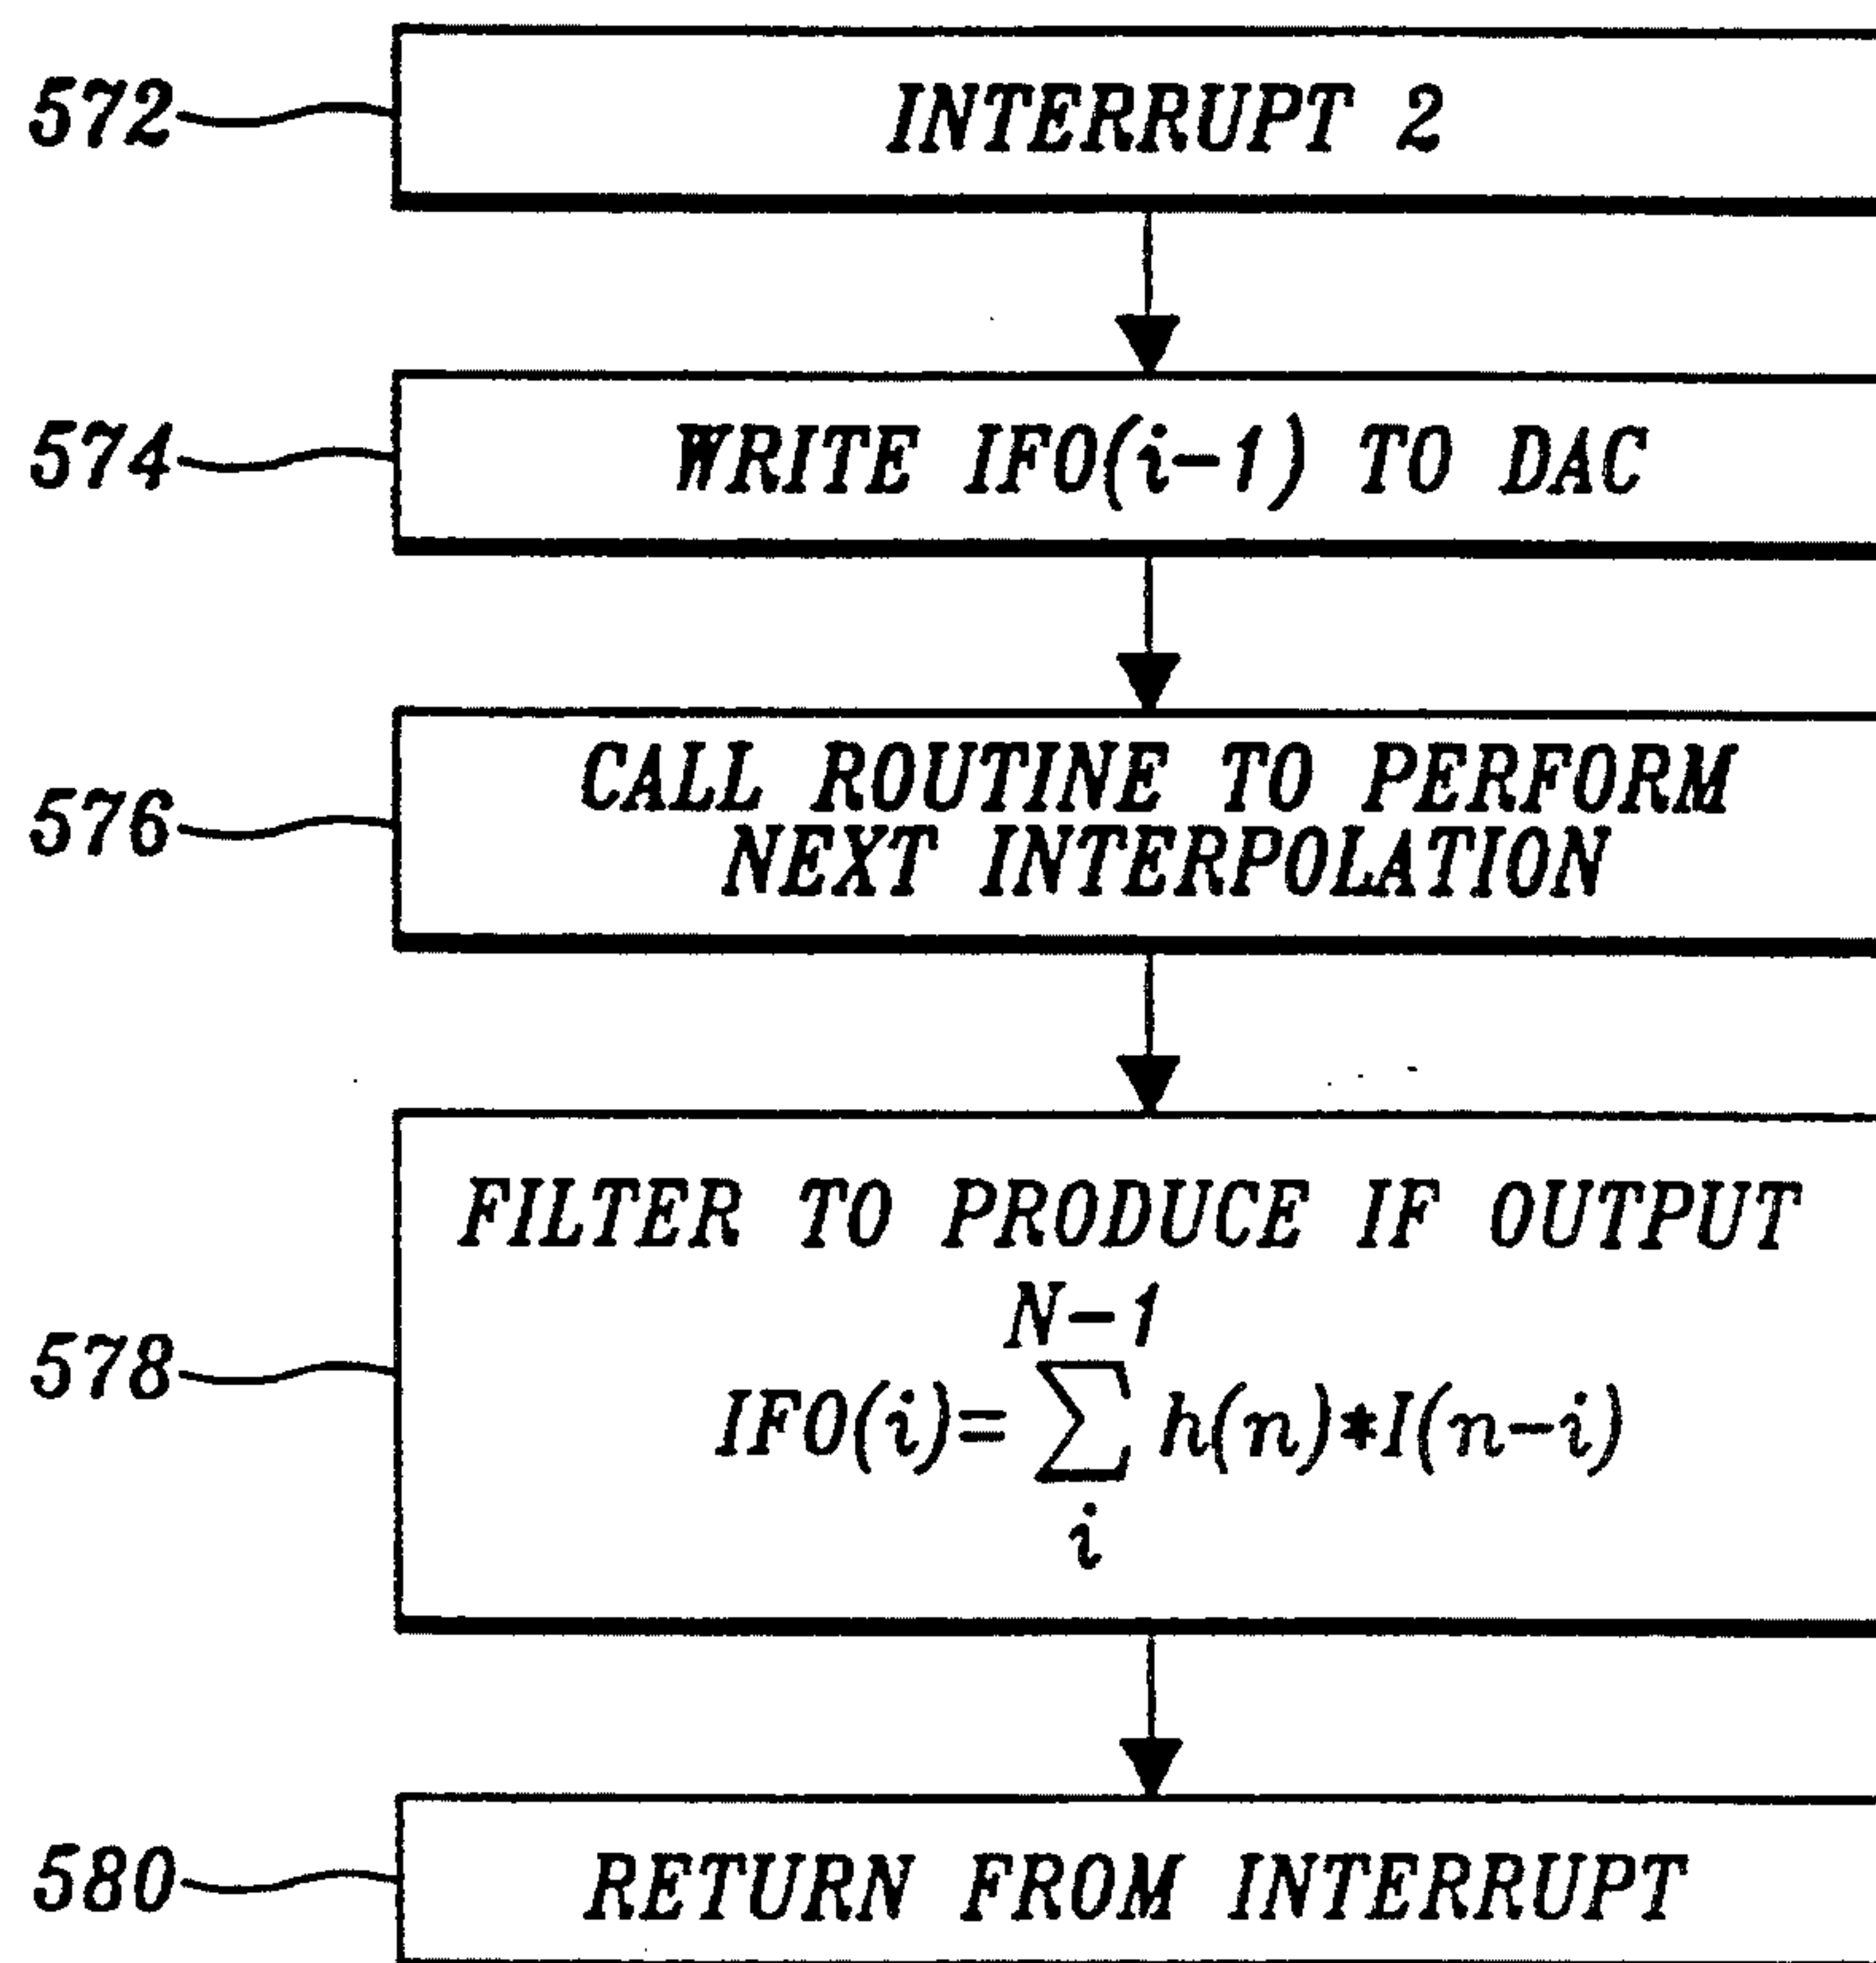 572 INTERRUPT 2
574 WRITE IFO(i-1) TO DAC
576 CALL ROUTINE TO PERFORM
NEXT INTERPOLATION
FILTER TO PRODUCE IF OUTPUT
N-1
578 IFO(i)= ∑ h(n)*I(n-i)
i
580 RETURN FROM INTERRUPT